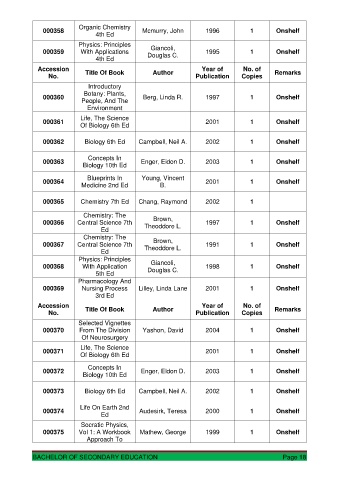 000358 Organic Chemistry 4th Ed Mcmurry, John 1996 1 Onshelf
000359 Physics: Principles With Applications 4th Ed Giancoli, Douglas C. 1995 1 Onshelf
Accession No. Title Of Book Author Year of Publication No. of Copies Remarks
000360 Introductory Botany: Plants, People, And The Environment Berg, Linda R. 1997 1 Onshelf
000361 Life, The Science Of Biology 6th Ed 2001 1 Onshelf
000362 Biology 6th Ed Campbell, Neil A. 2002 1 Onshelf
000363 Concepts In Biology 10th Ed Enger, Eldon D. 2003 1 Onshelf
000364 Blueprints In Medicine 2nd Ed Young, Vincent B. 2001 1 Onshelf
000365 Chemistry 7th Ed Chang, Raymond 2002 1
000366 Chemistry: The Central Science 7th Ed Brown, Theoddore L. 1997 1 Onshelf
000367 Chemistry: The Central Science 7th Ed Brown, Theoddore L. 1991 1 Onshelf
000368 Physics: Principles With Application 5th Ed Giancoli, Douglas C. 1998 1 Onshelf
000369 Pharmacology And Nursing Process 3rd Ed Lilley, Linda Lane 2001 1 Onshelf
Accession No. Title Of Book Author Year of Publication No. of Copies Remarks
000370 Selected Vignettes From The Division Of Neurosurgery Yashon, David 2004 1 Onshelf
000371 Life, The Science Of Biology 6th Ed 2001 1 Onshelf
000372 Concepts In Biology 10th Ed Enger, Eldon D. 2003 1 Onshelf
000373 Biology 6th Ed Campbell, Neil A. 2002 1 Onshelf
000374 Life On Earth 2nd Ed Audesirk, Teresa 2000 1 Onshelf
000375 Socratic Physics, Vol 1: A Workbook Approach To Mathew, George 1999 1 Onshelf
BACHELOR OF SECONDARY EDUCATION Page 18